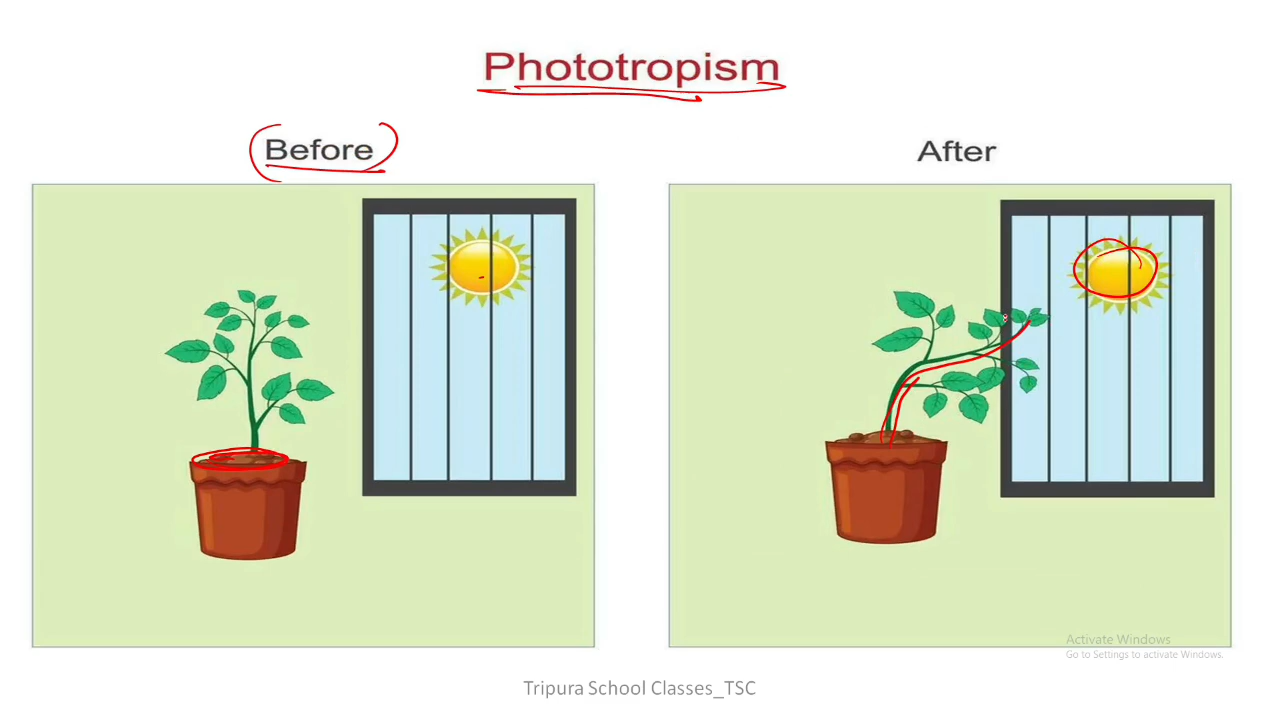 Phototropism
Before
After
Activate Windows
Go to Settings to activate Windows.
Tripura School Classes_TSC